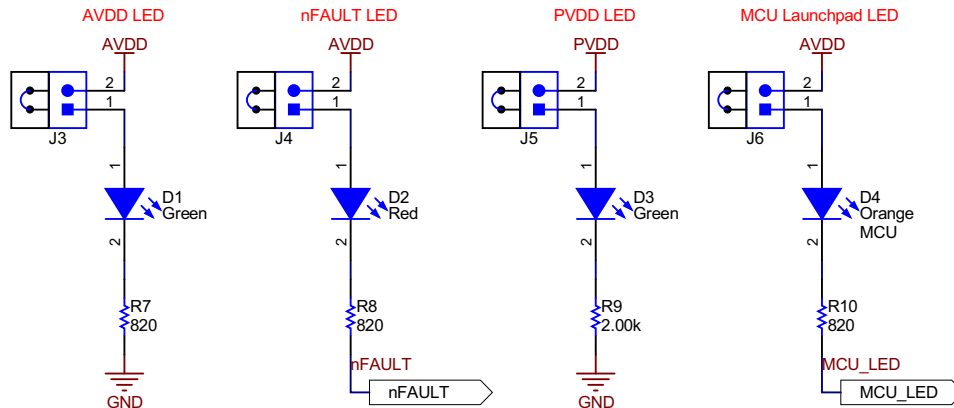 AVDD LED
AVDD
2
1
J3
1
D1
Green
2
R7
820
GND
nFAULT LED
AVDD
2
1
J4
1
D2
Red
2
R8
820
nFAULT
nFAULT
PVDD LED
PVDD
2
1
J5
1
D3
Green
2
R9
2.00k
GND
MCU Launchpad LED
AVDD
2
1
J6
1
D4
Orange
MCU
2
R10
820
MCU_LED
MCU_LED